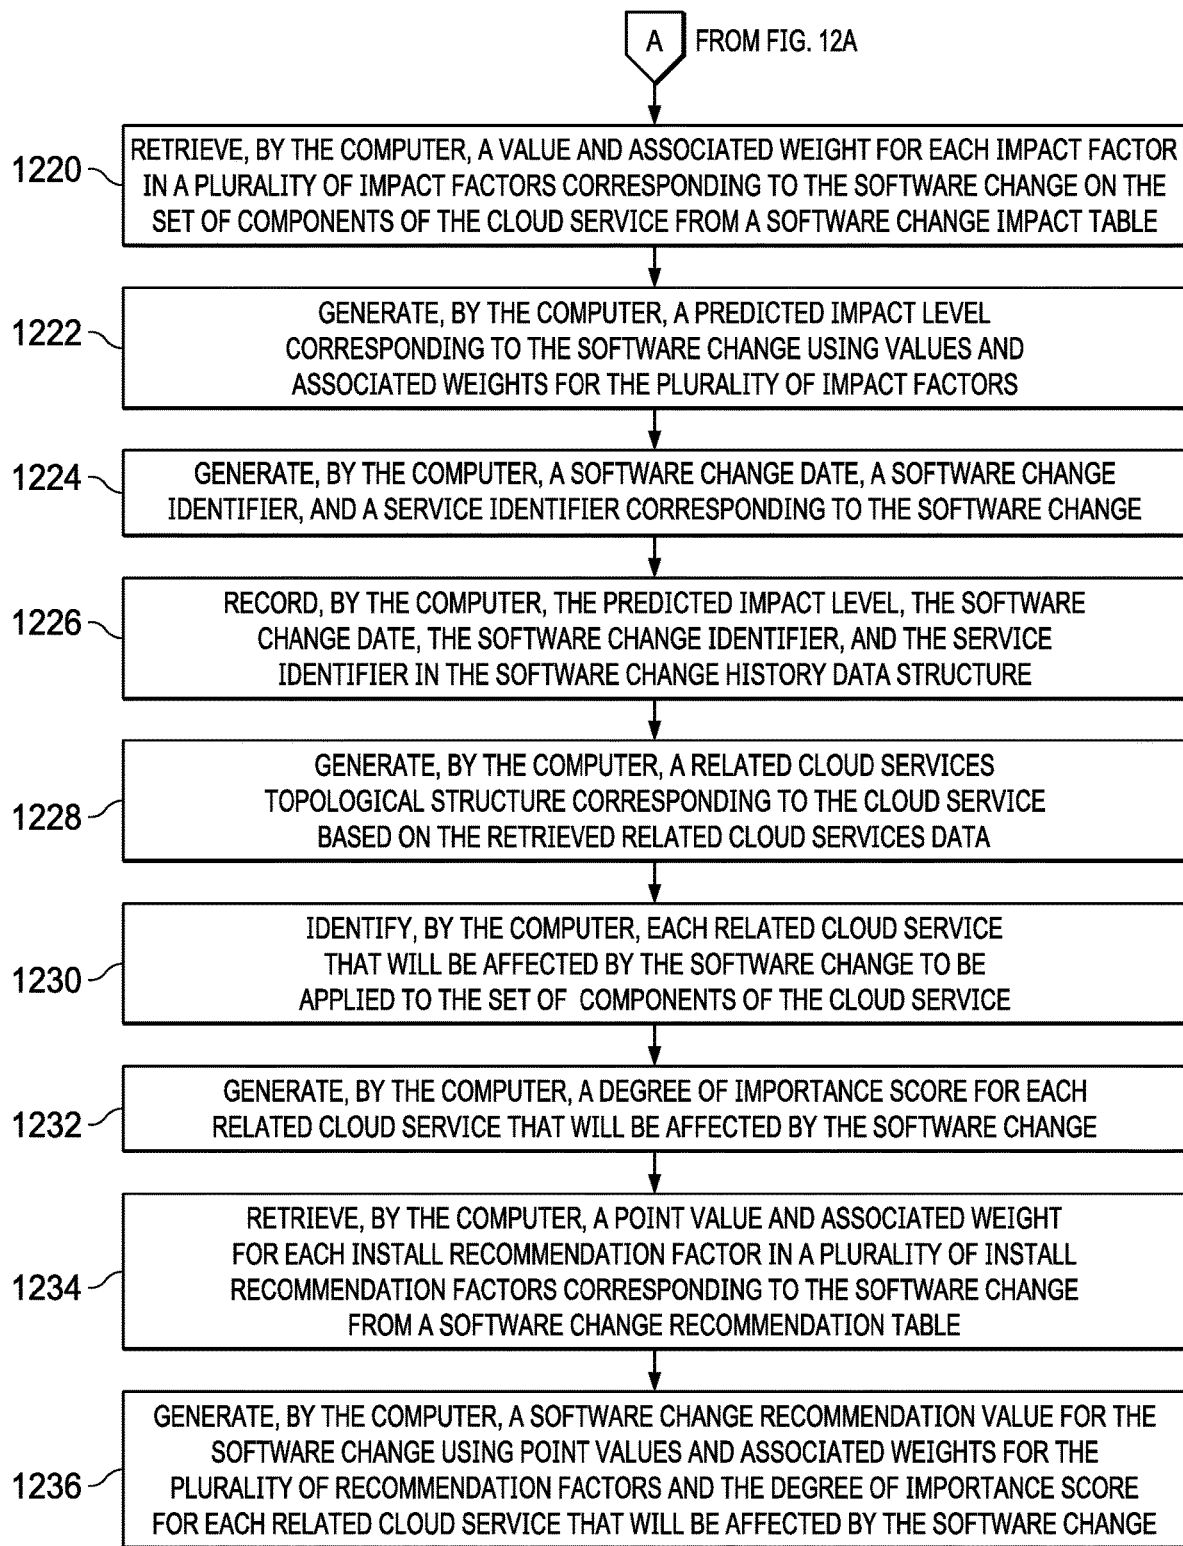 A FROM FIG. 12A
1220 RETRIEVE, BY THE COMPUTER, A VALUE AND ASSOCIATED WEIGHT FOR EACH IMPACT FACTOR
IN A PLURALITY OF IMPACT FACTORS CORRESPONDING TO THE SOFTWARE CHANGE ON THE
SET OF COMPONENTS OF THE CLOUD SERVICE FROM A SOFTWARE CHANGE IMPACT TABLE
1222 GENERATE, BY THE COMPUTER, A PREDICTED IMPACT LEVEL
CORRESPONDING TO THE SOFTWARE CHANGE USING VALUES AND
ASSOCIATED WEIGHTS FOR THE PLURALITY OF IMPACT FACTORS
1224 GENERATE, BY THE COMPUTER, A SOFTWARE CHANGE DATE, A SOFTWARE CHANGE
IDENTIFIER, AND A SERVICE IDENTIFIER CORRESPONDING TO THE SOFTWARE CHANGE
1226 RECORD, BY THE COMPUTER, THE PREDICTED IMPACT LEVEL, THE SOFTWARE
CHANGE DATE, THE SOFTWARE CHANGE IDENTIFIER, AND THE SERVICE
IDENTIFIER IN THE SOFTWARE CHANGE HISTORY DATA STRUCTURE
1228 GENERATE, BY THE COMPUTER, A RELATED CLOUD SERVICES
TOPOLOGICAL STRUCTURE CORRESPONDING TO THE CLOUD SERVICE
BASED ON THE RETRIEVED RELATED CLOUD SERVICES DATA
1230 IDENTIFY, BY THE COMPUTER, EACH RELATED CLOUD SERVICE
THAT WILL BE AFFECTED BY THE SOFTWARE CHANGE TO BE
APPLIED TO THE SET OF COMPONENTS OF THE CLOUD SERVICE
1232 GENERATE, BY THE COMPUTER, A DEGREE OF IMPORTANCE SCORE FOR EACH
RELATED CLOUD SERVICE THAT WILL BE AFFECTED BY THE SOFTWARE CHANGE
1234 RETRIEVE, BY THE COMPUTER, A POINT VALUE AND ASSOCIATED WEIGHT
FOR EACH INSTALL RECOMMENDATION FACTOR IN A PLURALITY OF INSTALL
RECOMMENDATION FACTORS CORRESPONDING TO THE SOFTWARE CHANGE
FROM A SOFTWARE CHANGE RECOMMENDATION TABLE
1236 GENERATE, BY THE COMPUTER, A SOFTWARE CHANGE RECOMMENDATION VALUE FOR THE
SOFTWARE CHANGE USING POINT VALUES AND ASSOCIATED WEIGHTS FOR THE
PLURALITY OF RECOMMENDATION FACTORS AND THE DEGREE OF IMPORTANCE SCORE
FOR EACH RELATED CLOUD SERVICE THAT WILL BE AFFECTED BY THE SOFTWARE CHANGE